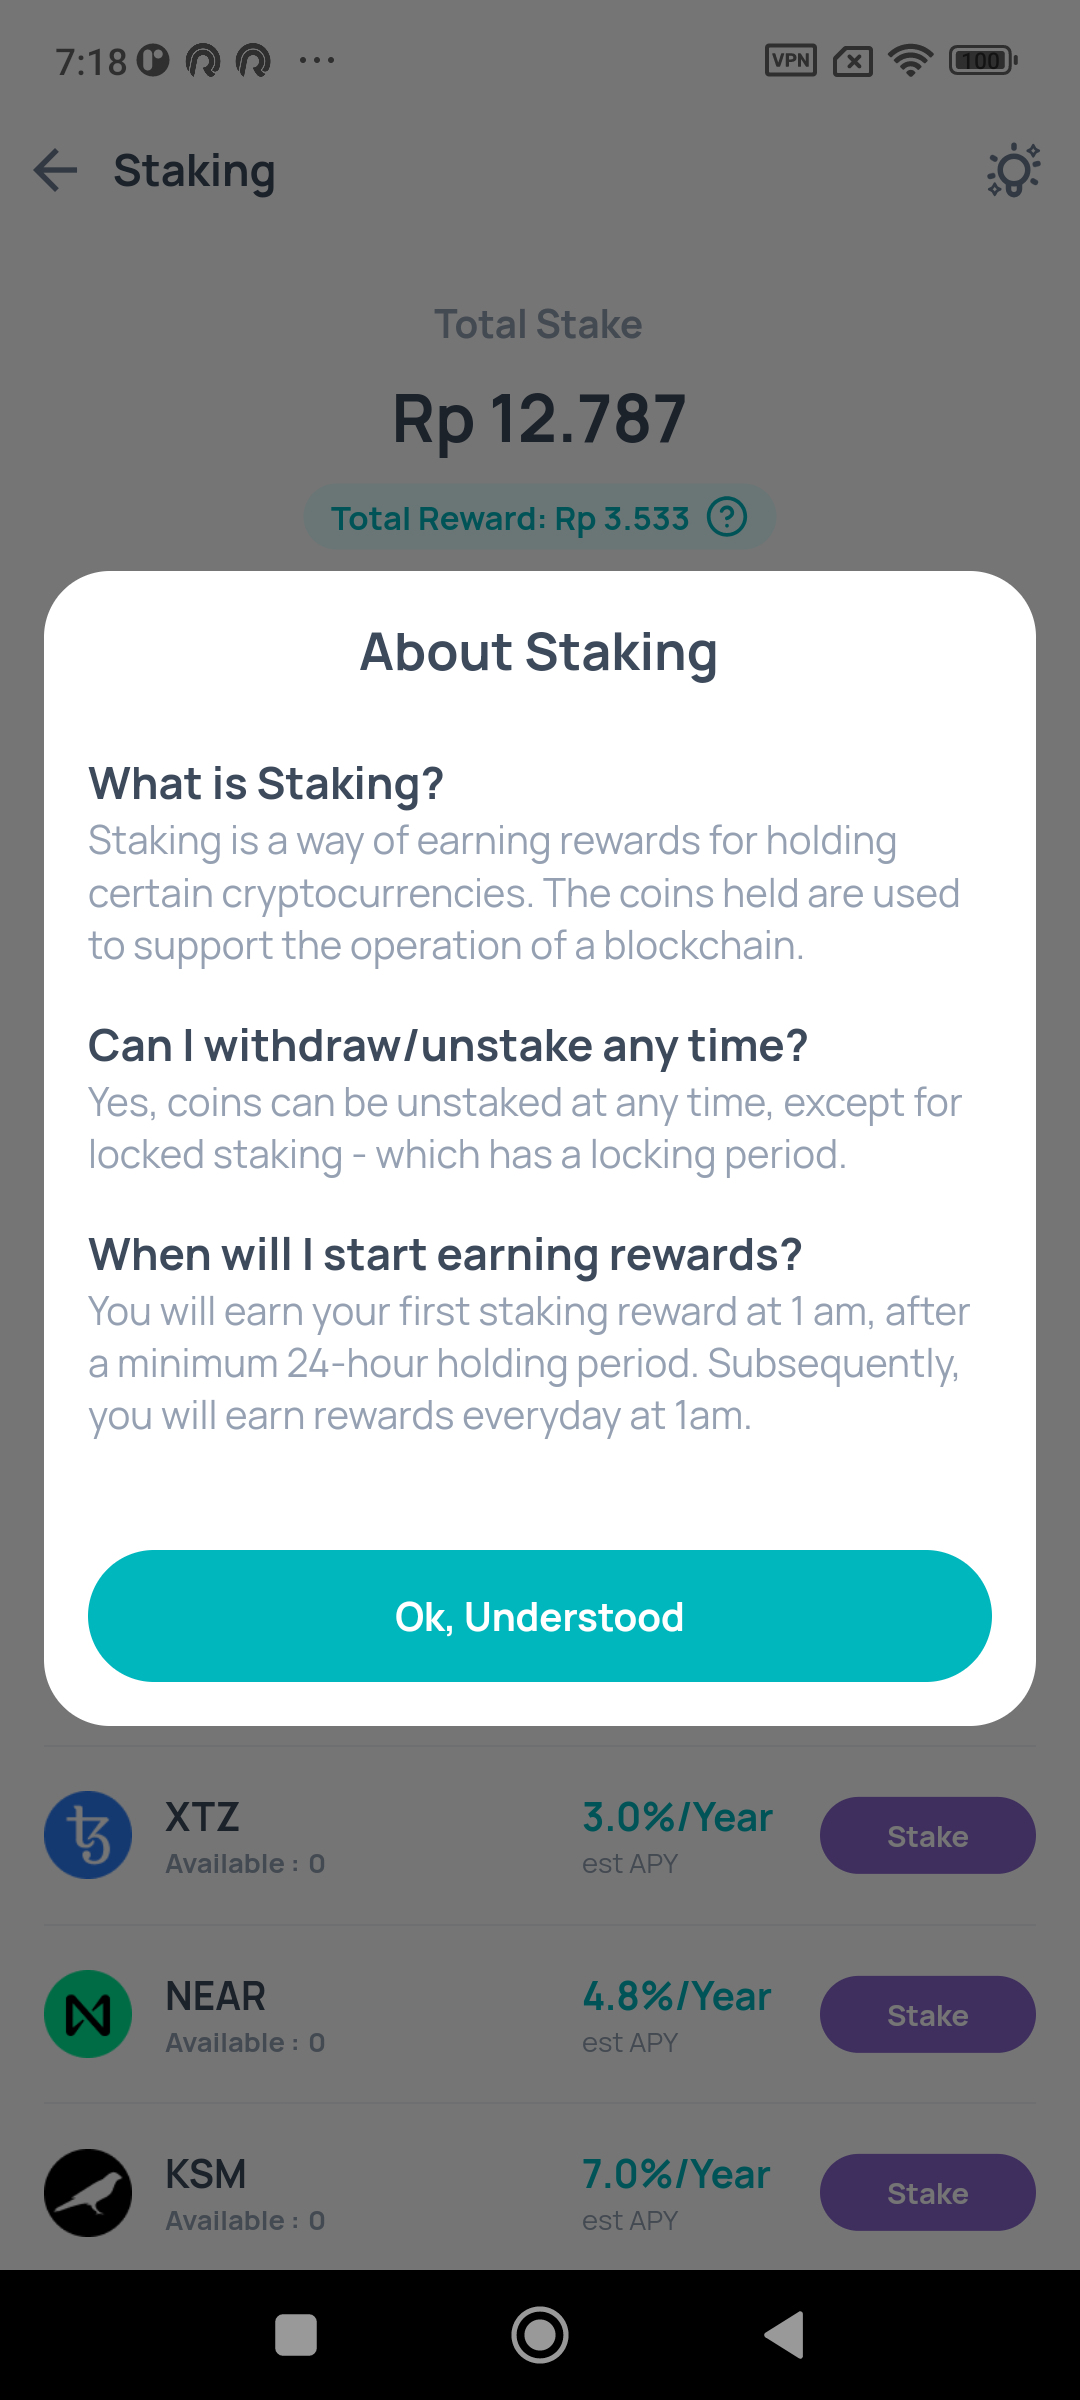 7:18
VPN
100
Staking
Total Stake
Rp 12.787
Total Reward: Rp 3.533 ?
About Staking
What is Staking?
Staking is a way of earning rewards for holding
certain cryptocurrencies. The coins held are used
to support the operation of a blockchain.
Can I withdraw/unstake any time?
Yes, coins can be unstaked at any time, except for
locked staking - which has a locking period.
When will I start earning rewards?
You will earn your first staking reward at 1 am, after
a minimum 24-hour holding period. Subsequently,
you will earn rewards everyday at 1am.
Ok, Understood
XTZ 3.0%/Year Stake
Available : 0 est APY
NEAR 4.8%/Year Stake
Available : 0 est APY
KSM 7.0%/Year Stake
Available : 0 est APY